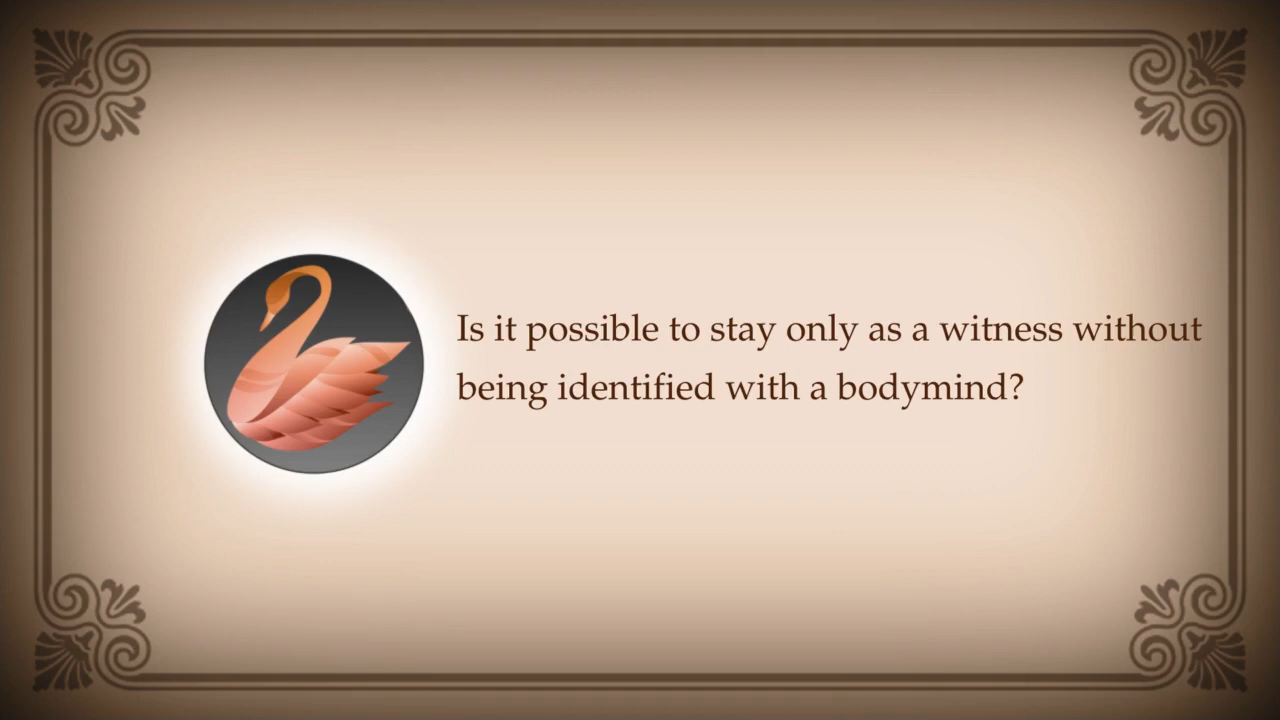 Is it possible to stay only as a witness without
being identified with a bodymind?